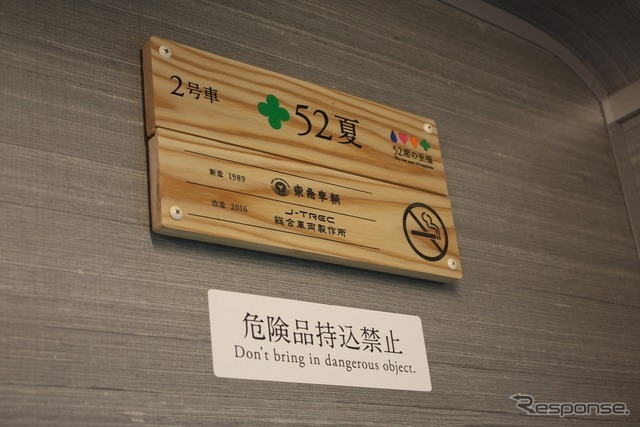 2号車
52夏
52席の至福
新造 1989
東急車輛
改造 2016
J-TREC
総合車両製作所
危険品持込禁止
Don't bring in dangerous object.
Response.